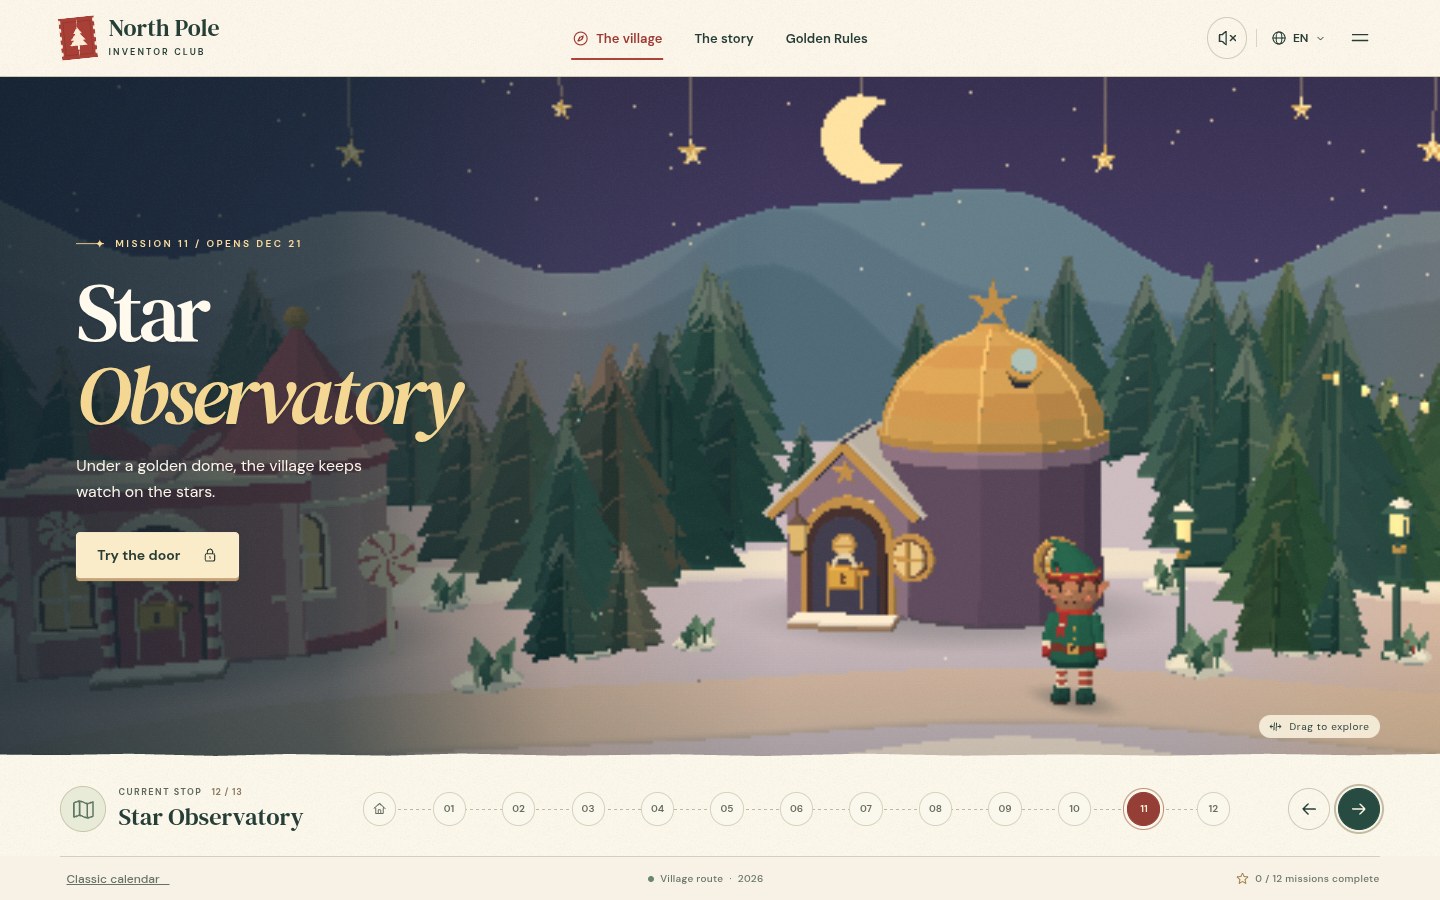 North Pole
INVENTOR CLUB
The village
The story
Golden Rules
EN
MISSION 11 / OPENS DEC 21
Star
Observatory
Under a golden dome, the village keeps
watch on the stars.
Try the door
Drag to explore
CURRENT STOP 12 / 13
Star Observatory
01
02
03
04
05
06
07
08
09
10
11
12
Classic calendar
Village route · 2026
0 / 12 missions complete